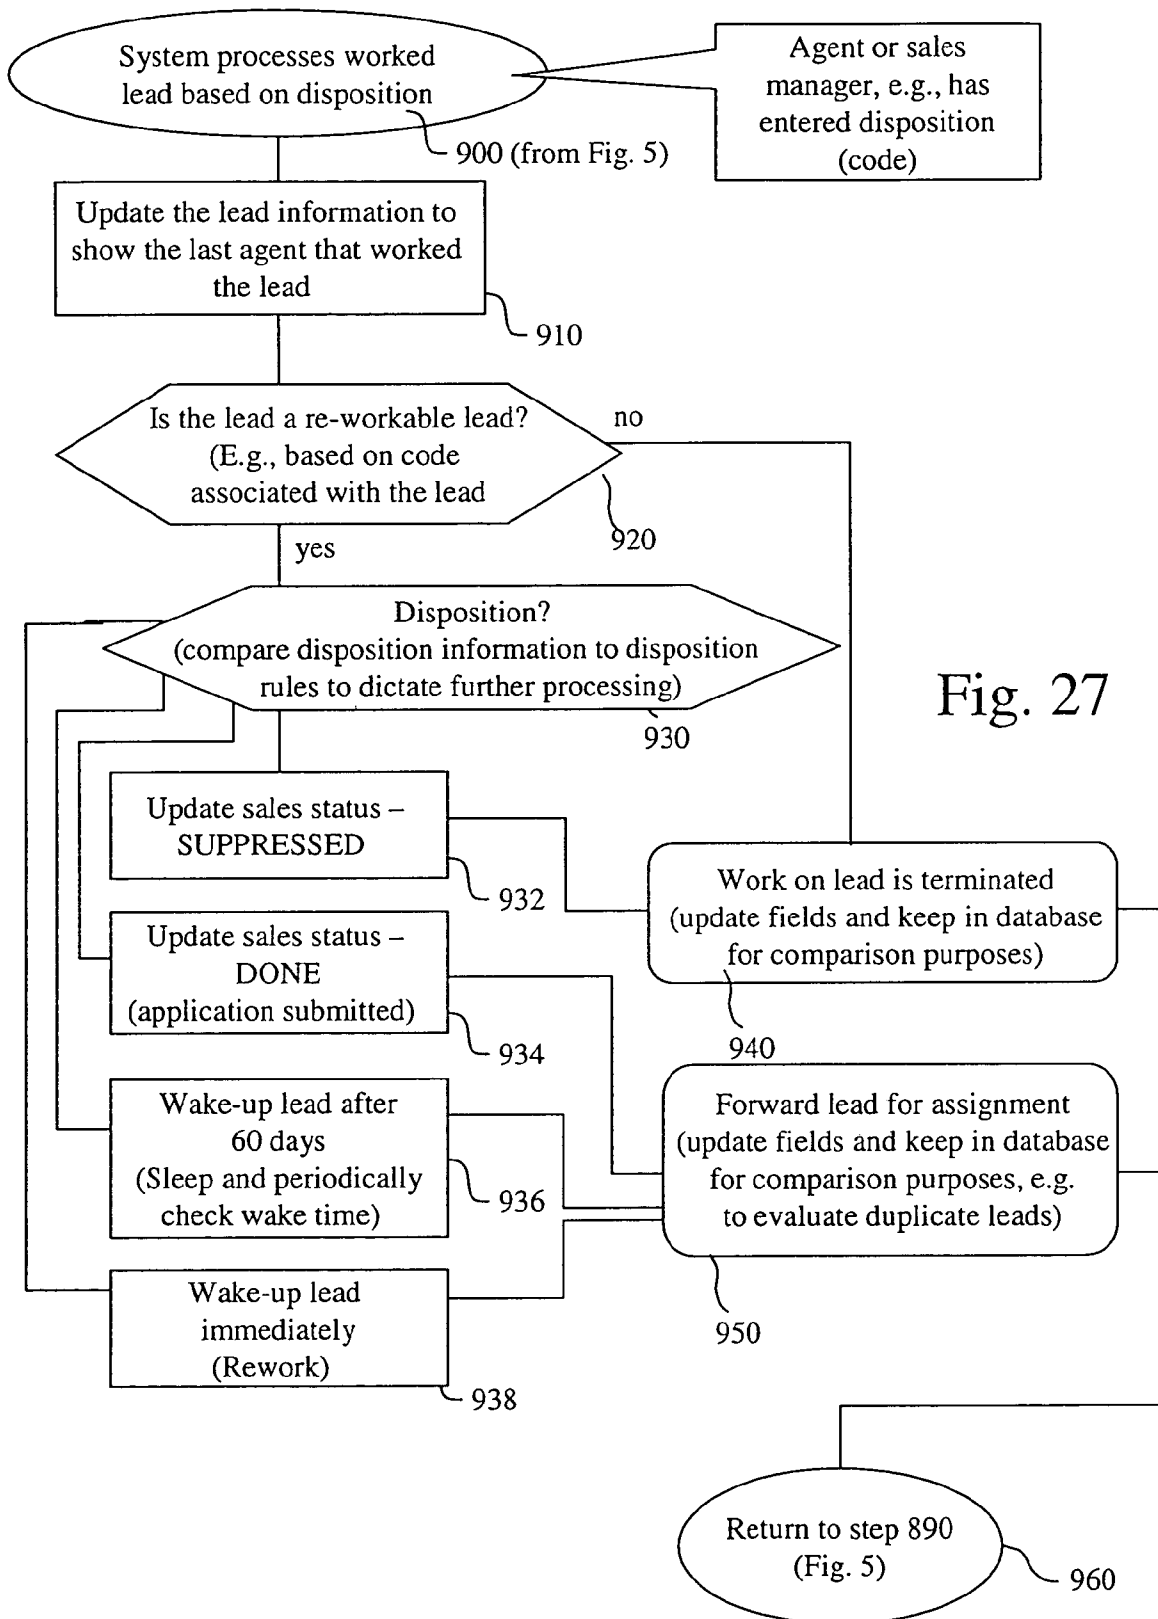 System processes worked
lead based on disposition
900 (from Fig. 5)
Agent or sales
manager, e.g., has
entered disposition
(code)
Update the lead information to
show the last agent that worked
the lead
910
Is the lead a re-workable lead?
(E.g., based on code
associated with the lead
no
920
yes
Disposition?
(compare disposition information to disposition
rules to dictate further processing)
930
Fig. 27
Update sales status –
SUPPRESSED
932
Work on lead is terminated
(update fields and keep in database
for comparison purposes)
940
Update sales status –
DONE
(application submitted)
934
Wake-up lead after
60 days
(Sleep and periodically
check wake time)
936
Forward lead for assignment
(update fields and keep in database
for comparison purposes, e.g.
to evaluate duplicate leads)
950
Wake-up lead
immediately
(Rework)
938
Return to step 890
(Fig. 5)
960